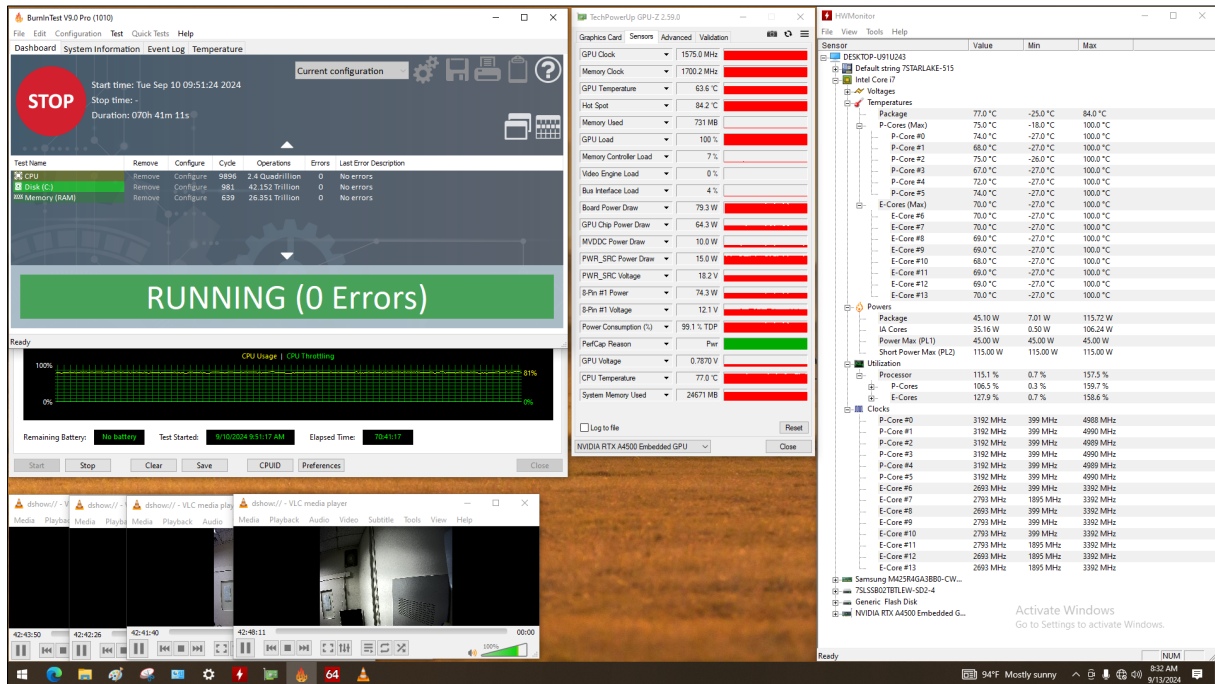 BurnInTest V9.0 Pro (1010)
File Edit Configuration Test Quick Tests Help
Dashboard System Information Event Log Temperature
Current configuration
STOP
Start time: Tue Sep 10 09:51:24 2024
Stop time: -
Duration: 070h 41m 11s
Test Name Remove Configure Cycle Operations Errors Last Error Description
CPU Remove Configure 9896 2.4 Quadrillion 0 No errors
Disk (C:) Remove Configure 981 42.152 Trillion 0 No errors
Memory (RAM) Remove Configure 639 26.351 Trillion 0 No errors
RUNNING (0 Errors)
Ready
CPU Usage | CPU Throttling
100% 81%
0% 0%
Remaining Battery: No battery Test Started: 9/10/2024 9:51:17 AM Elapsed Time: 70:41:17
Start Stop Clear Save CPUID Preferences Close
dshow:// - V
Media Playba
42:43:50
dshow:// -
Media Playba
42:42:26
dshow:// - VLC media play
Media Playback Audio
42:41:40
dshow:// - VLC media player
Media Playback Audio Video Subtitle Tools View Help
42:48:11 00:00
100%
TechPowerUp GPU-Z 2.59.0
Graphics Card Sensors Advanced Validation
GPU Clock 1575.0 MHz
Memory Clock 1700.2 MHz
GPU Temperature 63.6 °C
Hot Spot 84.2 °C
Memory Used 731 MB
GPU Load 100 %
Memory Controller Load 7 %
Video Engine Load 0 %
Bus Interface Load 4 %
Board Power Draw 79.3 W
GPU Chip Power Draw 64.3 W
MVDDC Power Draw 10.0 W
PWR_SRC Power Draw 15.0 W
PWR_SRC Voltage 18.2 V
8-Pin #1 Power 74.3 W
8-Pin #1 Voltage 12.1 V
Power Consumption (%) 99.1 % TDP
PerfCap Reason Pwr
GPU Voltage 0.7870 V
CPU Temperature 77.0 °C
System Memory Used 24671 MB
Log to file Reset
NVIDIA RTX A4500 Embedded GPU Close
HWMonitor
File View Tools Help
Sensor Value Min Max
DESKTOP-U91U243
Default string 7STARLAKE-515
Intel Core i7
Voltages
Temperatures
Package 77.0 °C -25.0 °C 84.0 °C
P-Cores (Max) 75.0 °C -18.0 °C 100.0 °C
P-Core #0 74.0 °C -27.0 °C 100.0 °C
P-Core #1 68.0 °C -27.0 °C 100.0 °C
P-Core #2 75.0 °C -26.0 °C 100.0 °C
P-Core #3 67.0 °C -27.0 °C 100.0 °C
P-Core #4 72.0 °C -27.0 °C 100.0 °C
P-Core #5 74.0 °C -27.0 °C 100.0 °C
E-Cores (Max) 70.0 °C -27.0 °C 100.0 °C
E-Core #6 70.0 °C -27.0 °C 100.0 °C
E-Core #7 70.0 °C -27.0 °C 100.0 °C
E-Core #8 69.0 °C -27.0 °C 100.0 °C
E-Core #9 69.0 °C -27.0 °C 100.0 °C
E-Core #10 68.0 °C -27.0 °C 100.0 °C
E-Core #11 69.0 °C -27.0 °C 100.0 °C
E-Core #12 69.0 °C -27.0 °C 100.0 °C
E-Core #13 70.0 °C -27.0 °C 100.0 °C
Powers
Package 45.10 W 7.01 W 115.72 W
IA Cores 35.16 W 0.50 W 106.24 W
Power Max (PL1) 45.00 W 45.00 W 45.00 W
Short Power Max (PL2) 115.00 W 115.00 W 115.00 W
Utilization
Processor 115.1 % 0.7 % 157.5 %
P-Cores 106.5 % 0.3 % 159.7 %
E-Cores 127.9 % 0.7 % 158.6 %
Clocks
P-Core #0 3192 MHz 399 MHz 4988 MHz
P-Core #1 3192 MHz 399 MHz 4990 MHz
P-Core #2 3192 MHz 399 MHz 4989 MHz
P-Core #3 3192 MHz 399 MHz 4990 MHz
P-Core #4 3192 MHz 399 MHz 4989 MHz
P-Core #5 3192 MHz 399 MHz 4990 MHz
E-Core #6 2693 MHz 399 MHz 3392 MHz
E-Core #7 2793 MHz 1895 MHz 3392 MHz
E-Core #8 2693 MHz 399 MHz 3392 MHz
E-Core #9 2793 MHz 399 MHz 3392 MHz
E-Core #10 2793 MHz 399 MHz 3392 MHz
E-Core #11 2793 MHz 1895 MHz 3392 MHz
E-Core #12 2693 MHz 1895 MHz 3392 MHz
E-Core #13 2693 MHz 1895 MHz 3392 MHz
Samsung M425R4GA3BB0-CW...
7SLSSB02TBTLEW-SD2-4
Generic Flash Disk
NVIDIA RTX A4500 Embedded G...
Activate Windows
Go to Settings to activate Windows.
Ready NUM
64
94°F Mostly sunny
8:32 AM
9/13/2024